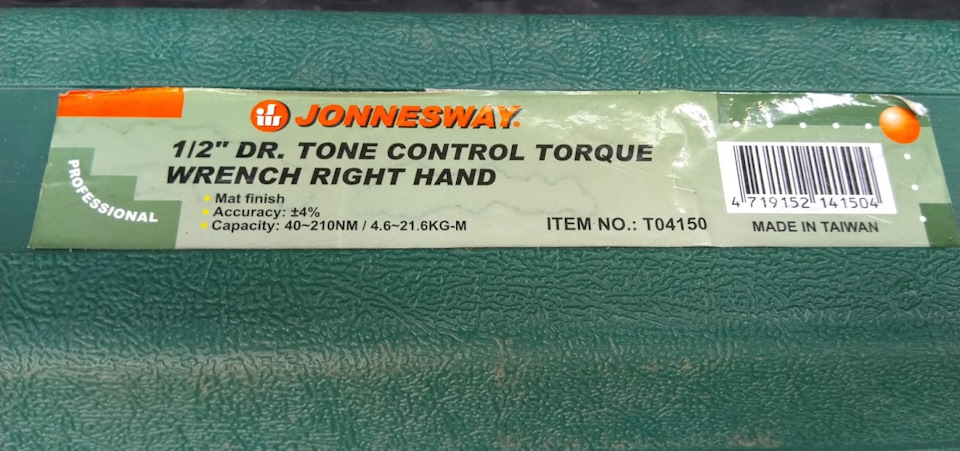 JONNESWAY.
1/2" DR. TONE CONTROL TORQUE
WRENCH RIGHT HAND
PROFESSIONAL
Mat finish
Accuracy: ±4%
Capacity: 40~210NM / 4.6~21.6KG-M
ITEM NO.: T04150
4 719152 141504
MADE IN TAIWAN